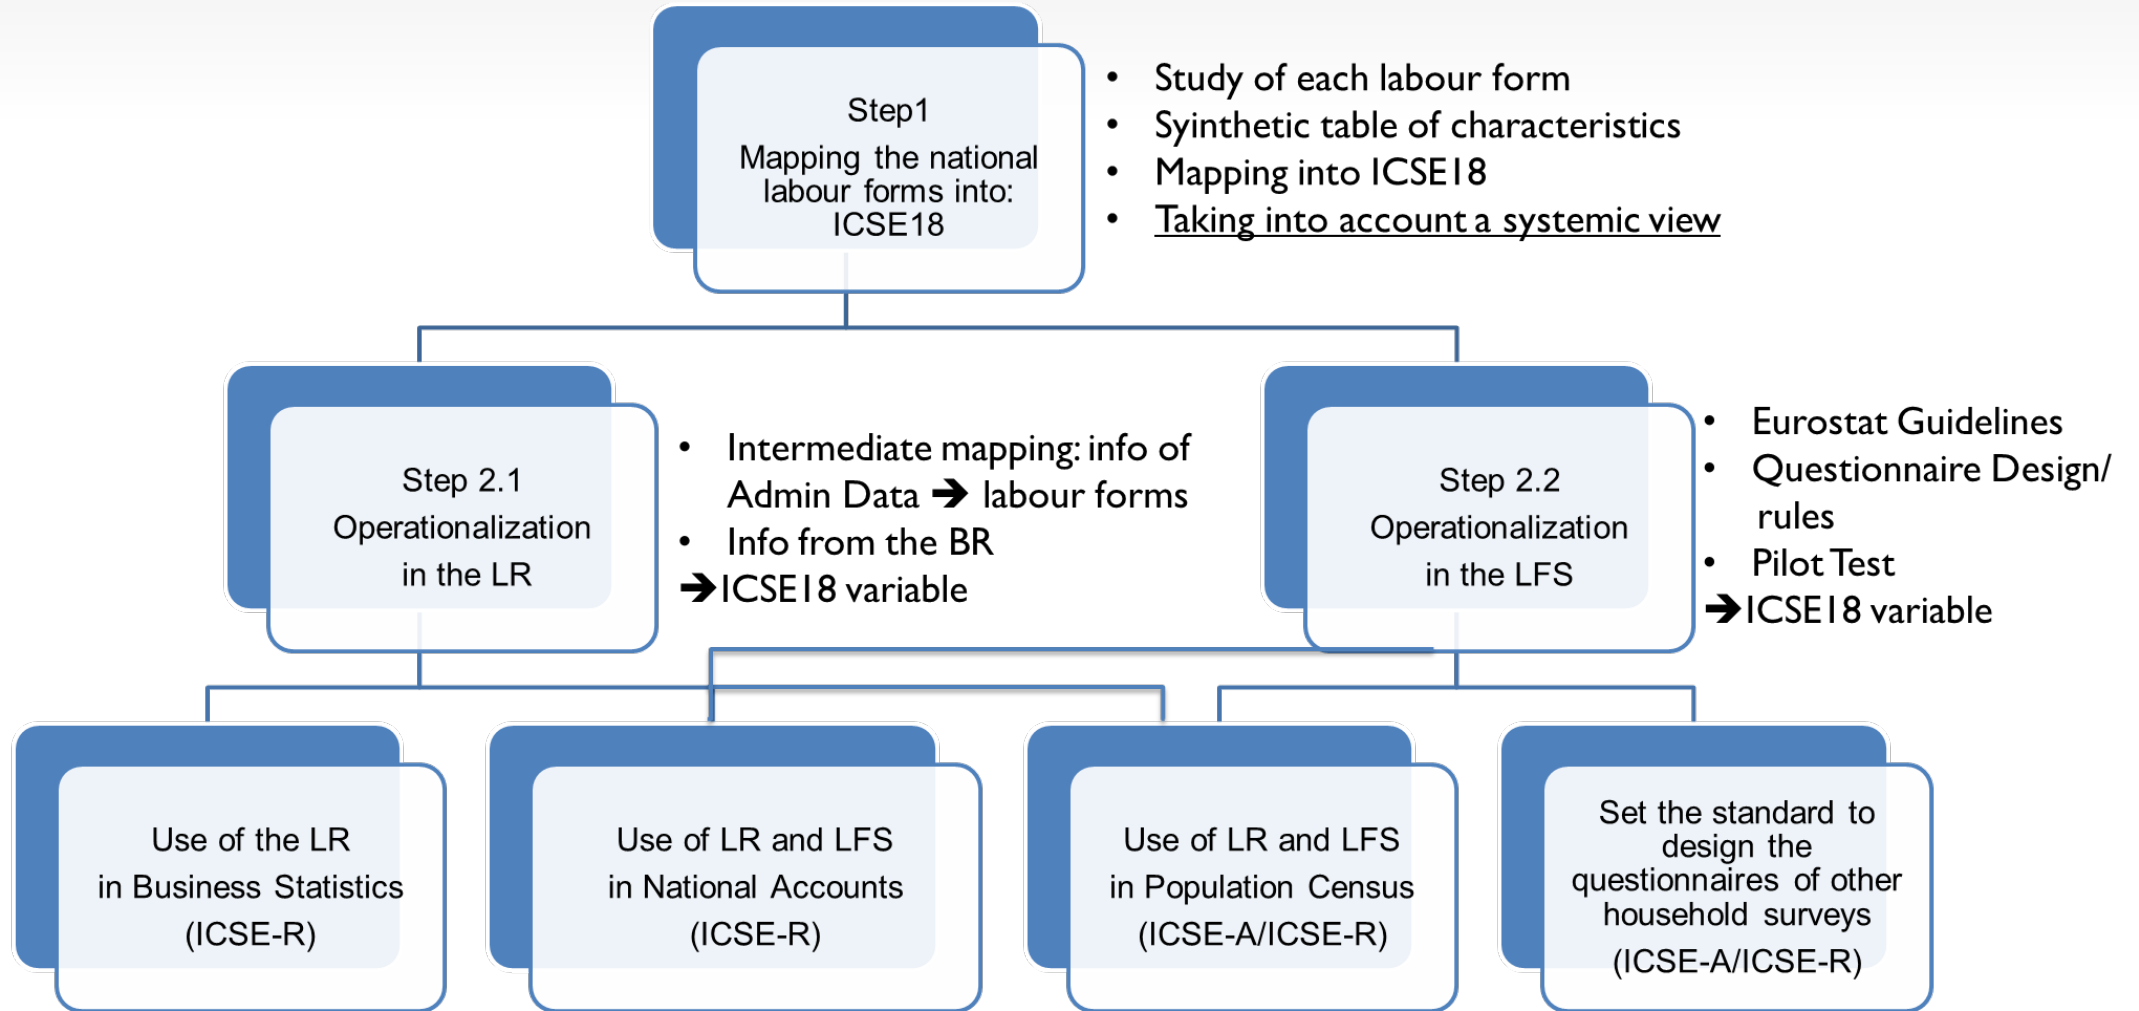 Step1
Mapping the national
labour forms into:
ICSE18
• Study of each labour form
• Syinthetic table of characteristics
• Mapping into ICSE18
• Taking into account a systemic view
Step 2.1
Operationalization
in the LR
• Intermediate mapping: info of
Admin Data ➔ labour forms
• Info from the BR
➔ICSE18 variable
Step 2.2
Operationalization
in the LFS
• Eurostat Guidelines
• Questionnaire Design/
rules
• Pilot Test
➔ICSE18 variable
Use of the LR
in Business Statistics
(ICSE-R)
Use of LR and LFS
in National Accounts
(ICSE-R)
Use of LR and LFS
in Population Census
(ICSE-A/ICSE-R)
Set the standard to
design the
questionnaires of other
household surveys
(ICSE-A/ICSE-R)